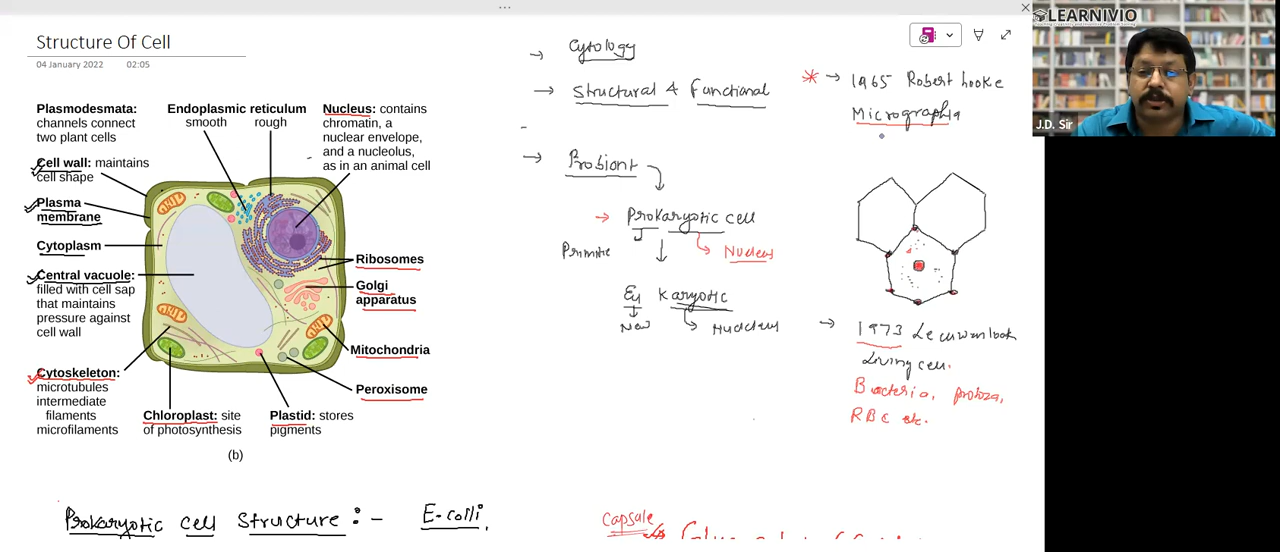 LEARNIVIO
J.D. Sir
Structure Of Cell
04 January 2022 02:05
Plasmodesmata:
channels connect
two plant cells
Endoplasmic reticulum
smooth rough
Nucleus: contains
chromatin, a
nuclear envelope,
and a nucleolus,
as in an animal cell
Cell wall: maintains
cell shape
Plasma
membrane
Cytoplasm
Central vacuole:
filled with cell sap
that maintains
pressure against
cell wall
Cytoskeleton:
microtubules
intermediate
filaments
microfilaments
Ribosomes
Golgi
apparatus
Mitochondria
Peroxisome
Chloroplast: site
of photosynthesis
Plastid: stores
pigments
(b)
→ Cytology
→ Structural & Functional
→ Probiont
→ Prokaryotic cell
Nucleus
Eu Karyotic
New
* → 1965 Robert hooke
Micrographia
→ 1973
Living cell.
Bacteria, protoza,
RBC etc.
Prokaryotic cell structure :- E-colli.
Capsule